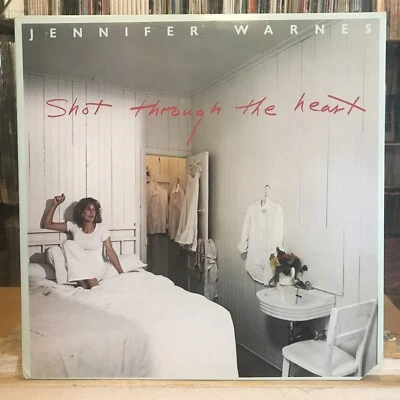 JENNIFER WARNES
Shot through the heart